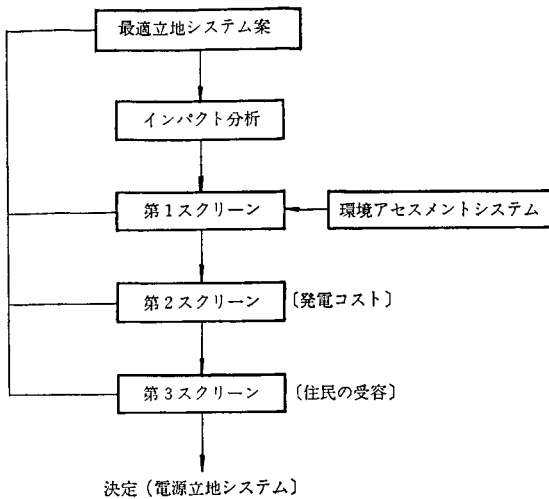 最適立地システム案
インパクト分析
第1スクリーン
環境アセスメントシステム
第2スクリーン
〔発電コスト〕
第3スクリーン
〔住民の受容〕
決定〔電源立地システム〕